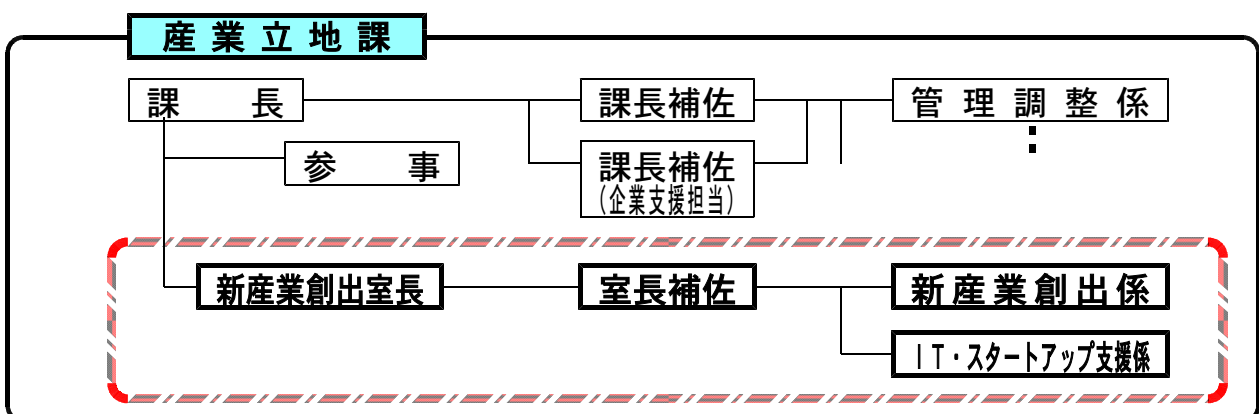 産業立地課
課長
課長補佐
管理調整係
参事
課長補佐
(企業支援担当)
新産業創出室長
室長補佐
新産業創出係
ＩＴ・スタートアップ支援係